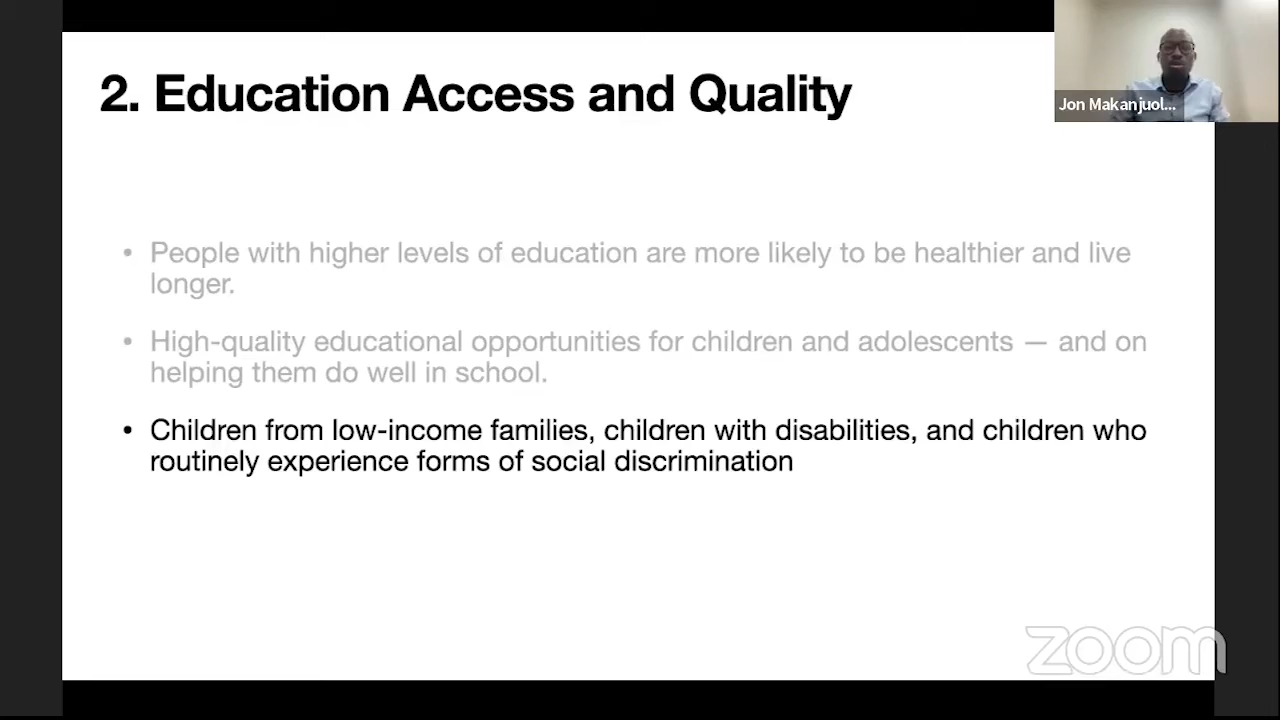 2. Education Access and Quality
Jon Makanjuol...
• People with higher levels of education are more likely to be healthier and live
longer.
• High-quality educational opportunities for children and adolescents — and on
helping them do well in school.
• Children from low-income families, children with disabilities, and children who
routinely experience forms of social discrimination
zoom